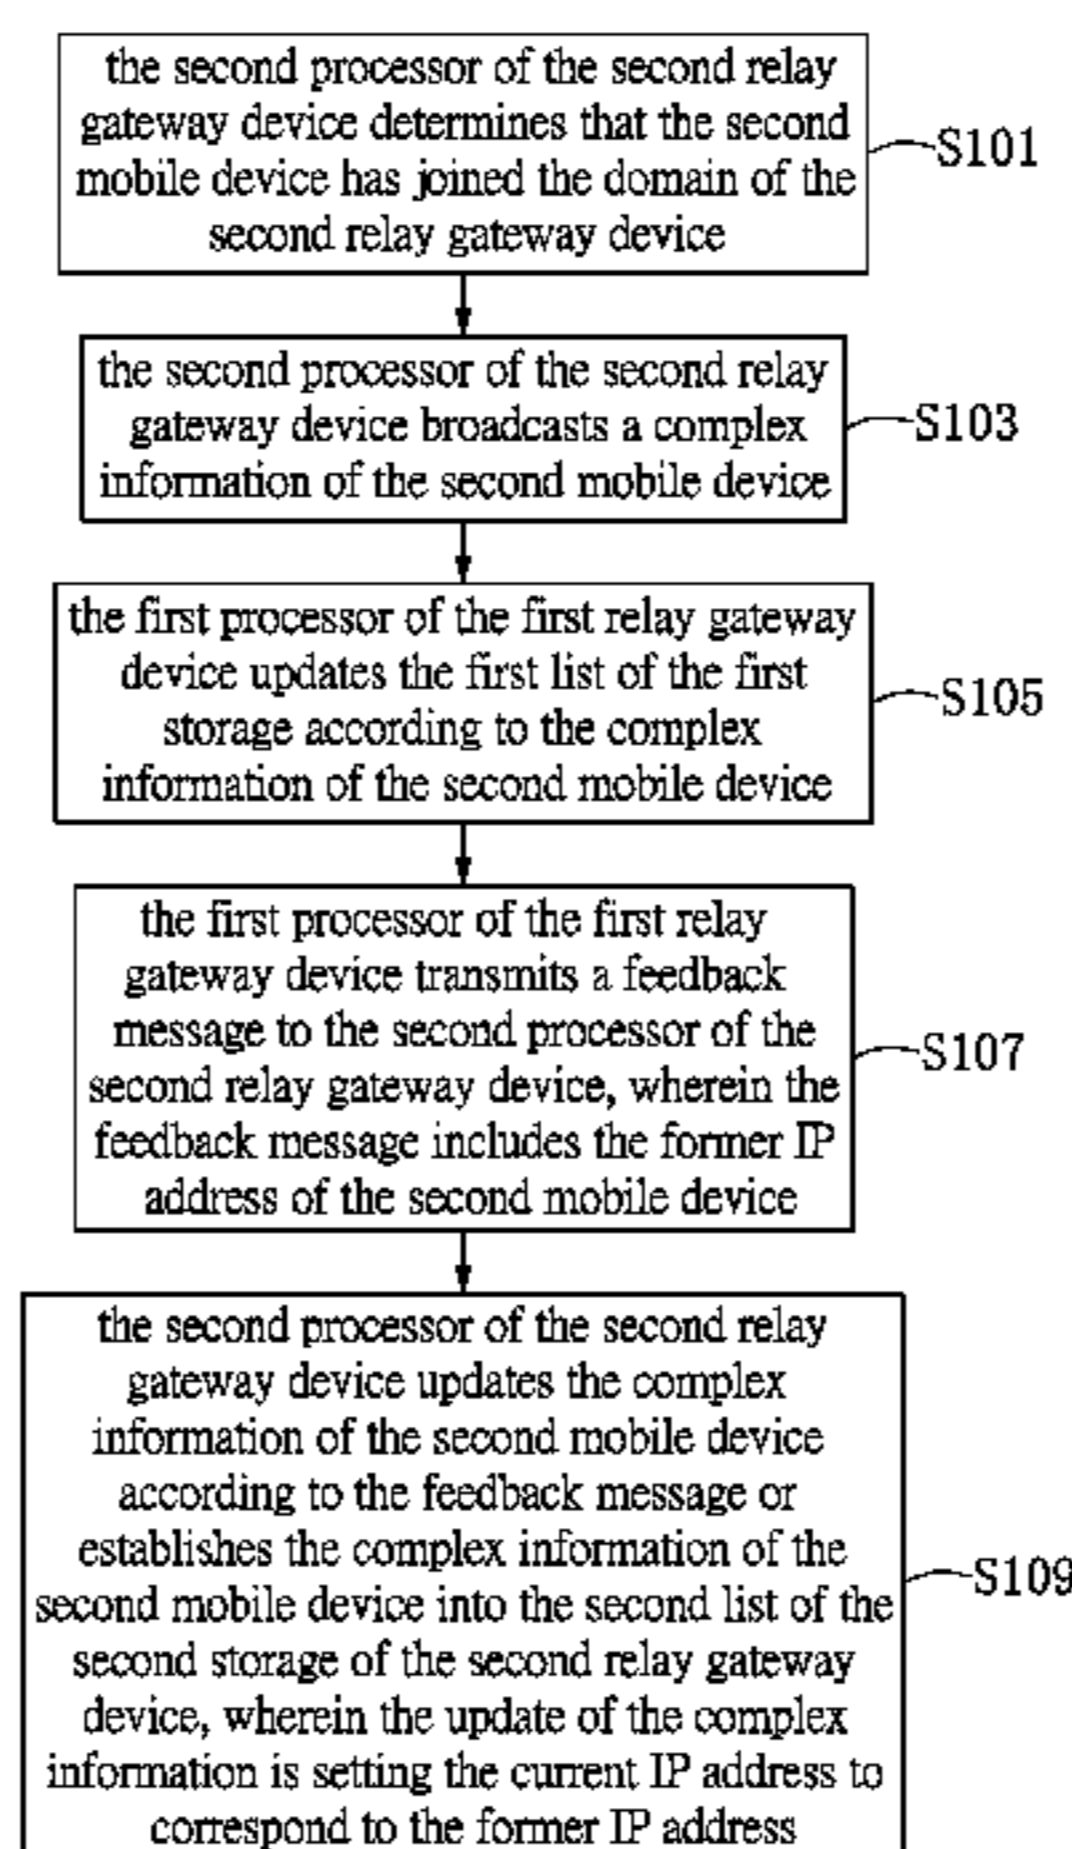 the second processor of the second relay
gateway device determines that the second
mobile device has joined the domain of the
second relay gateway device
S101
the second processor of the second relay
gateway device broadcasts a complex
information of the second mobile device
S103
the first processor of the first relay gateway
device updates the first list of the first
storage according to the complex
information of the second mobile device
S105
the first processor of the first relay
gateway device transmits a feedback
message to the second processor of the
second relay gateway device, wherein the
feedback message includes the former IP
address of the second mobile device
S107
the second processor of the second relay
gateway device updates the complex
information of the second mobile device
according to the feedback message or
establishes the complex information of the
second mobile device into the second list of the
second storage of the second relay gateway
device, wherein the update of the complex
information is setting the current IP address to
correspond to the former IP address
S109